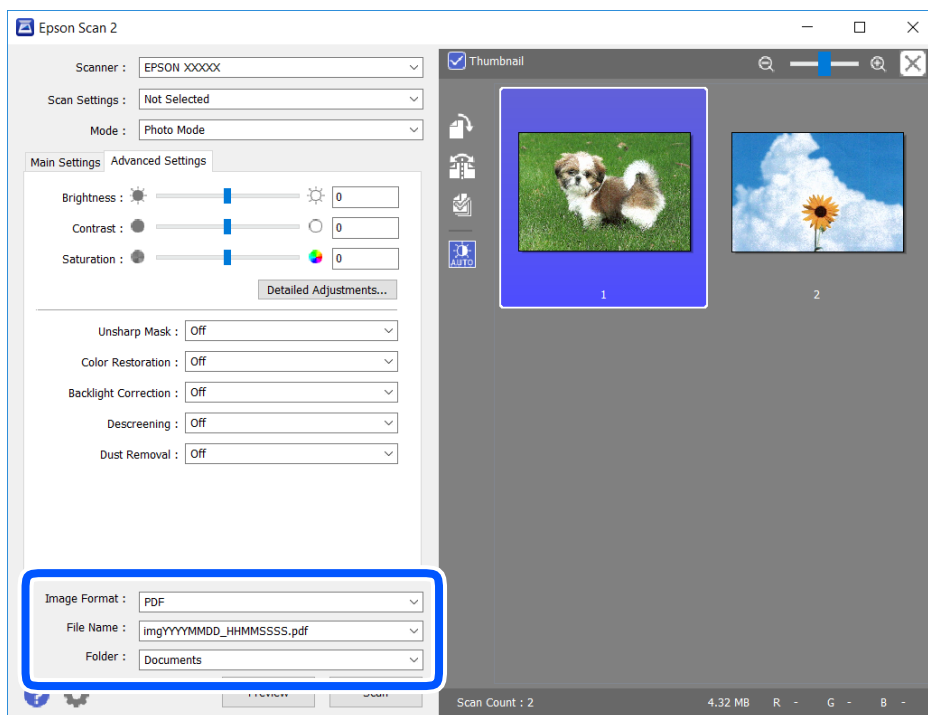 Epson Scan 2
Scanner : EPSON XXXXX
Scan Settings : Not Selected
Mode : Photo Mode
Main Settings Advanced Settings
Brightness : 0
Contrast : 0
Saturation : 0
Detailed Adjustments...
Unsharp Mask : Off
Color Restoration : Off
Backlight Correction : Off
Descreening : Off
Dust Removal : Off
Image Format : PDF
File Name : imgYYYYMMDD_HHMMSSSS.pdf
Folder : Documents
Preview Scan
Thumbnail
AUTO
1
2
Scan Count : 2 4.32 MB R - G - B -